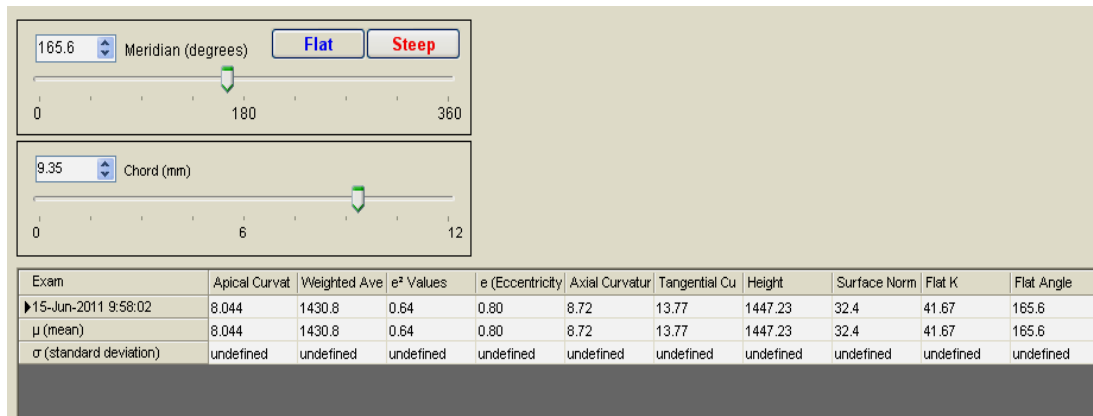 165.6 Meridian (degrees) Flat Steep
0 180 360
9.35 Chord (mm)
0 6 12
Exam Apical Curvat Weighted Ave e² Values e (Eccentricity Axial Curvatur Tangential Cu Height Surface Norm Flat K Flat Angle
15-Jun-2011 9:58:02 8.044 1430.8 0.64 0.80 8.72 13.77 1447.23 32.4 41.67 165.6
μ (mean) 8.044 1430.8 0.64 0.80 8.72 13.77 1447.23 32.4 41.67 165.6
σ (standard deviation) undefined undefined undefined undefined undefined undefined undefined undefined undefined undefined